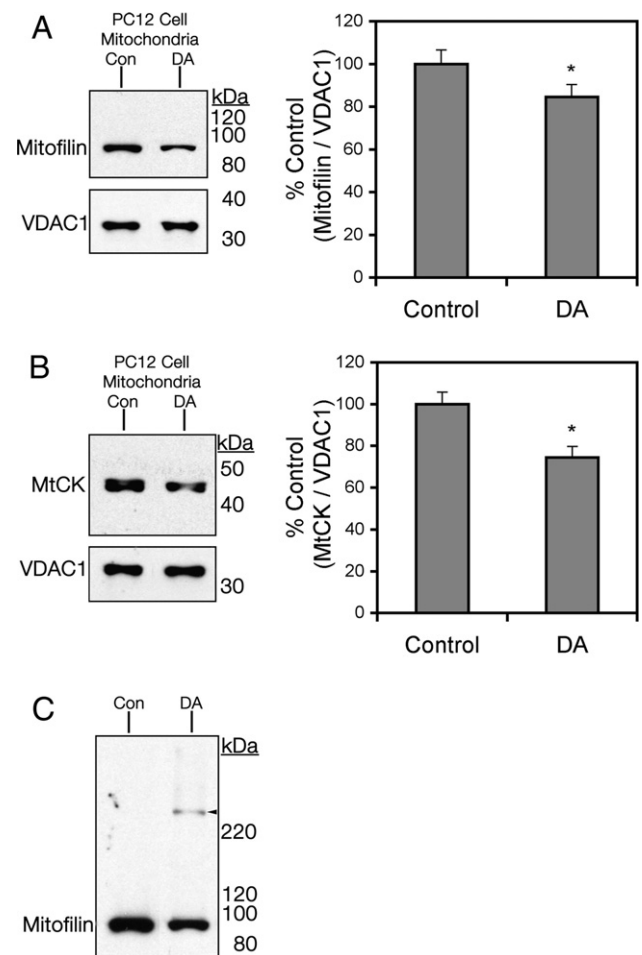 A
PC12 Cell
Mitochondria
Con DA
kDa
120
100
Mitofilin
80
40
VDAC1
30
% Control
(Mitofilin / VDAC1)
120
100
80
60
40
20
0
*
Control DA
B
PC12 Cell
Mitochondria
Con DA
kDa
50
MtCK
40
VDAC1
30
% Control
(MtCK / VDAC1)
120
100
80
60
40
20
0
*
Control DA
C
Con DA
kDa
220
120
100
Mitofilin
80